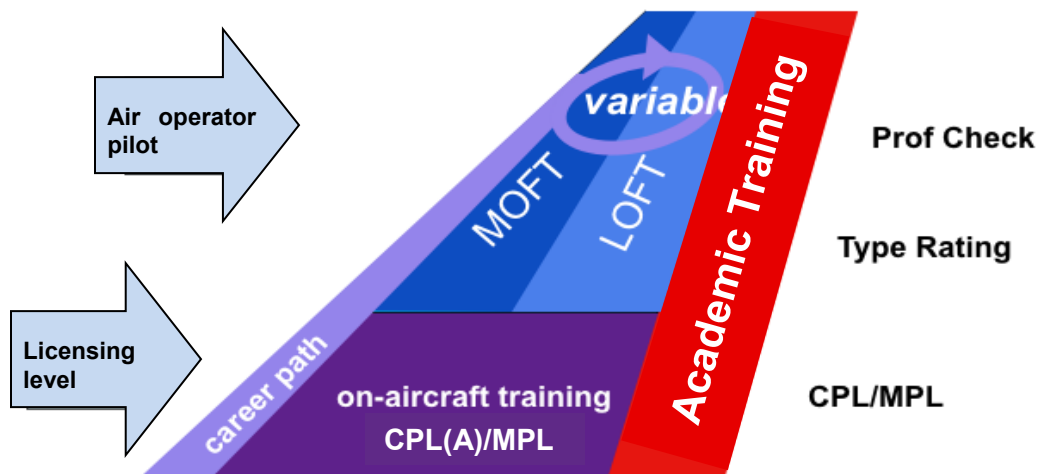 Air operator
pilot
variable
MOFT
LOFT
Academic Training
Prof Check
Type Rating
Licensing
level
career path
on-aircraft training
CPL(A)/MPL
CPL/MPL